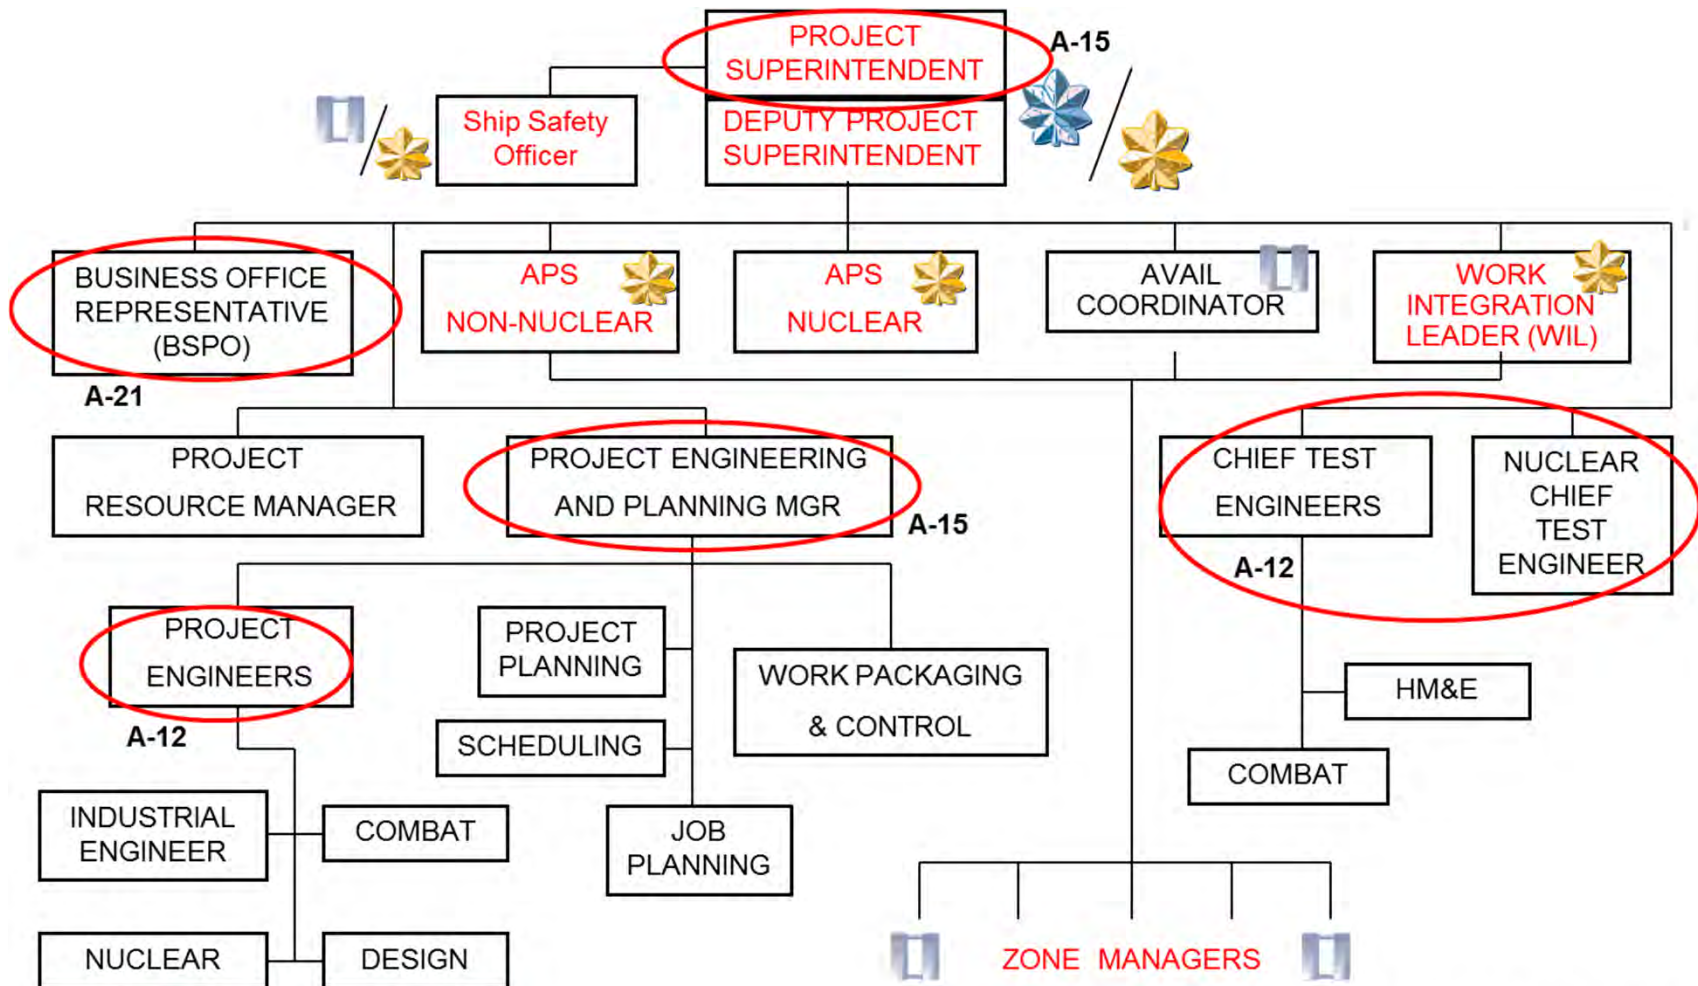 PROJECT
SUPERINTENDENT
A-15
Ship Safety
Officer
DEPUTY PROJECT
SUPERINTENDENT
BUSINESS OFFICE
REPRESENTATIVE
(BSPO)
A-21
APS
NON-NUCLEAR
APS
NUCLEAR
AVAIL
COORDINATOR
WORK
INTEGRATION
LEADER (WIL)
PROJECT
RESOURCE MANAGER
PROJECT ENGINEERING
AND PLANNING MGR
A-15
CHIEF TEST
ENGINEERS
A-12
NUCLEAR
CHIEF
TEST
ENGINEER
PROJECT
ENGINEERS
A-12
PROJECT
PLANNING
WORK PACKAGING
& CONTROL
SCHEDULING
HM&E
COMBAT
INDUSTRIAL
ENGINEER
COMBAT
JOB
PLANNING
NUCLEAR
DESIGN
ZONE MANAGERS